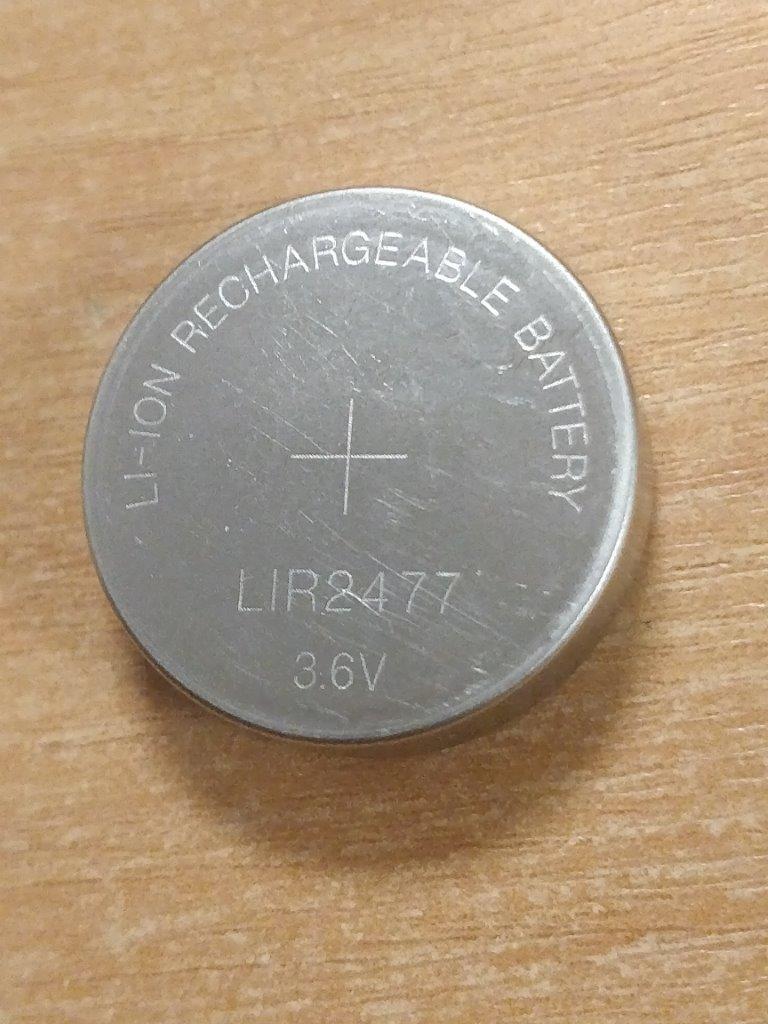 LI-ION RECHARGEABLE BATTERY
+
LIR2477
3.6V